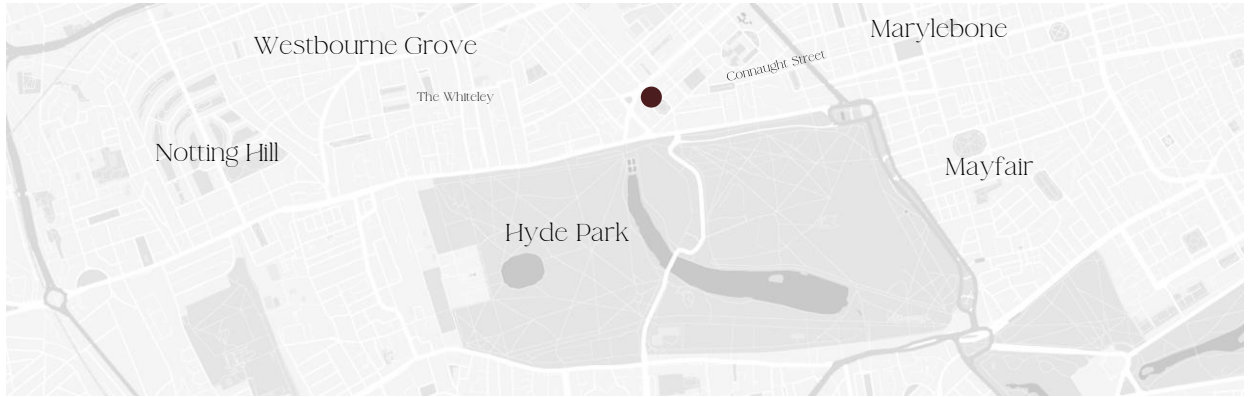 Marylebone
Westbourne Grove
Connaught Street
The Whiteley
Notting Hill
Mayfair
Hyde Park